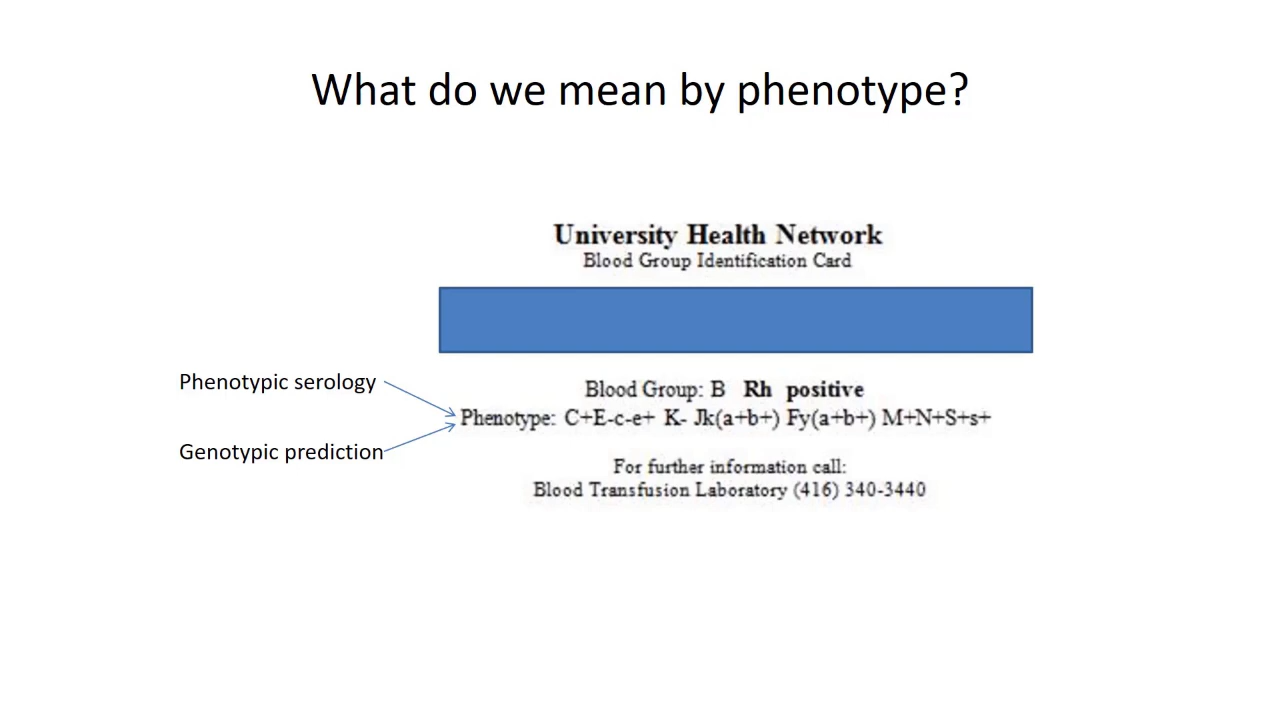 What do we mean by phenotype?
University Health Network
Blood Group Identification Card
Phenotypic serology
Genotypic prediction
Blood Group: B Rh positive
Phenotype: C+E-c-e+ K- Jk(a+b+) Fy(a+b+) M+N+S+s+
For further information call:
Blood Transfusion Laboratory (416) 340-3440